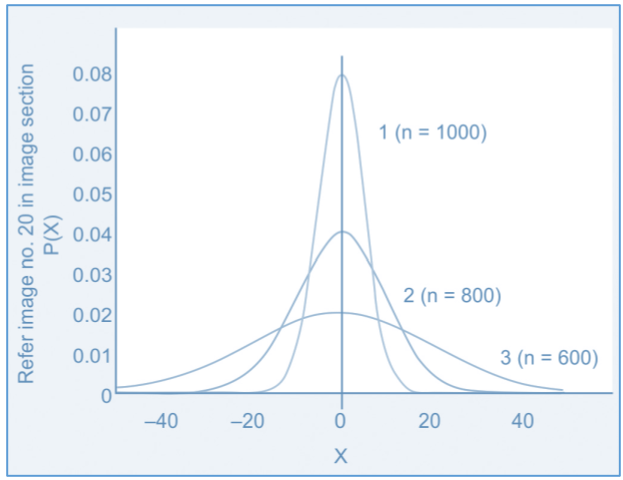 Refer image no. 20 in image section
P(X)
0.08
0.07
0.06
0.05
0.04
0.03
0.02
0.01
0
1 (n = 1000)
2 (n = 800)
3 (n = 600)
–40 –20 0 20 40
X